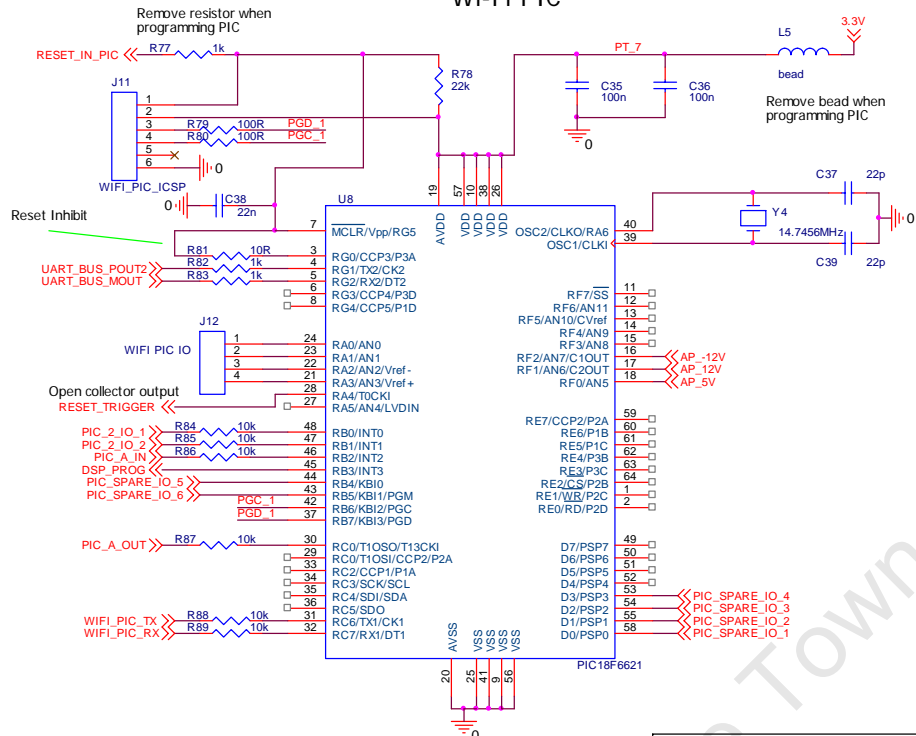 WI-FI PIC
Remove resistor when
programming PIC
RESET_IN_PIC
R77
1k
J11
1
2
3
4
5
6
WIFI_PIC_ICSP
R79
100R
PGD_1
R80
100R
PGC_1
0
R78
22k
PT_7
C35
100n
C36
100n
0
L5
bead
3.3V
Remove bead when
programming PIC
0
C38
22n
Reset Inhibit
R81
10R
UART_BUS_POUT2
R82
1k
UART_BUS_MOUT
R83
1k
J12
WIFI PIC IO
1
2
3
4
Open collector output
RESET_TRIGGER
PIC_2_IO_1
R84
10k
PIC_2_IO_2
R85
10k
PIC_A_IN
R86
10k
DSP_PROG
PIC_SPARE_IO_5
PIC_SPARE_IO_6
PGC_1
PGD_1
PIC_A_OUT
R87
10k
WIFI_PIC_TX
R88
10k
WIFI_PIC_RX
R89
10k
U8
19 AVDD
57 VDD
10 VDD
38 VDD
26 VDD
7 MCLR/Vpp/RG5
3 RG0/CCP3/P3A
4 RG1/TX2/CK2
5 RG2/RX2/DT2
6 RG3/CCP4/P3D
8 RG4/CCP5/P1D
24 RA0/AN0
23 RA1/AN1
22 RA2/AN2/Vref-
21 RA3/AN3/Vref+
28 RA4/T0CKI
27 RA5/AN4/LVDIN
48 RB0/INT0
47 RB1/INT1
46 RB2/INT2
45 RB3/INT3
44 RB4/KBI0
43 RB5/KBI1/PGM
42 RB6/KBI2/PGC
37 RB7/KBI3/PGD
30 RC0/T1OSO/T13CKI
29 RC0/T1OSI/CCP2/P2A
33 RC2/CCP1/P1A
34 RC3/SCK/SCL
35 RC4/SDI/SDA
36 RC5/SDO
31 RC6/TX1/CK1
32 RC7/RX1/DT1
OSC2/CLKO/RA6 40
OSC1/CLKI 39
RF7/SS 11
RF6/AN11 12
RF5/AN10/CVref 13
RF4/AN9 14
RF3/AN8 15
RF2/AN7/C1OUT 16
RF1/AN6/C2OUT 17
RF0/AN5 18
RE7/CCP2/P2A 59
RE6/P1B 60
RE5/P1C 61
RE4/P3B 62
RE3/P3C 63
RE2/CS/P2B 64
RE1/WR/P2C 1
RE0/RD/P2D 2
D7/PSP7 49
D6/PSP6 50
D5/PSP5 51
D4/PSP4 52
D3/PSP3 53
D2/PSP2 54
D1/PSP1 55
D0/PSP0 58
AVSS 20
VSS 25
VSS 41
VSS 9
VSS 56
PIC18F6621
0
C37
22p
Y4
14.7456MHz
C39
22p
0
AP_-12V
AP_12V
AP_5V
PIC_SPARE_IO_4
PIC_SPARE_IO_3
PIC_SPARE_IO_2
PIC_SPARE_IO_1
Town